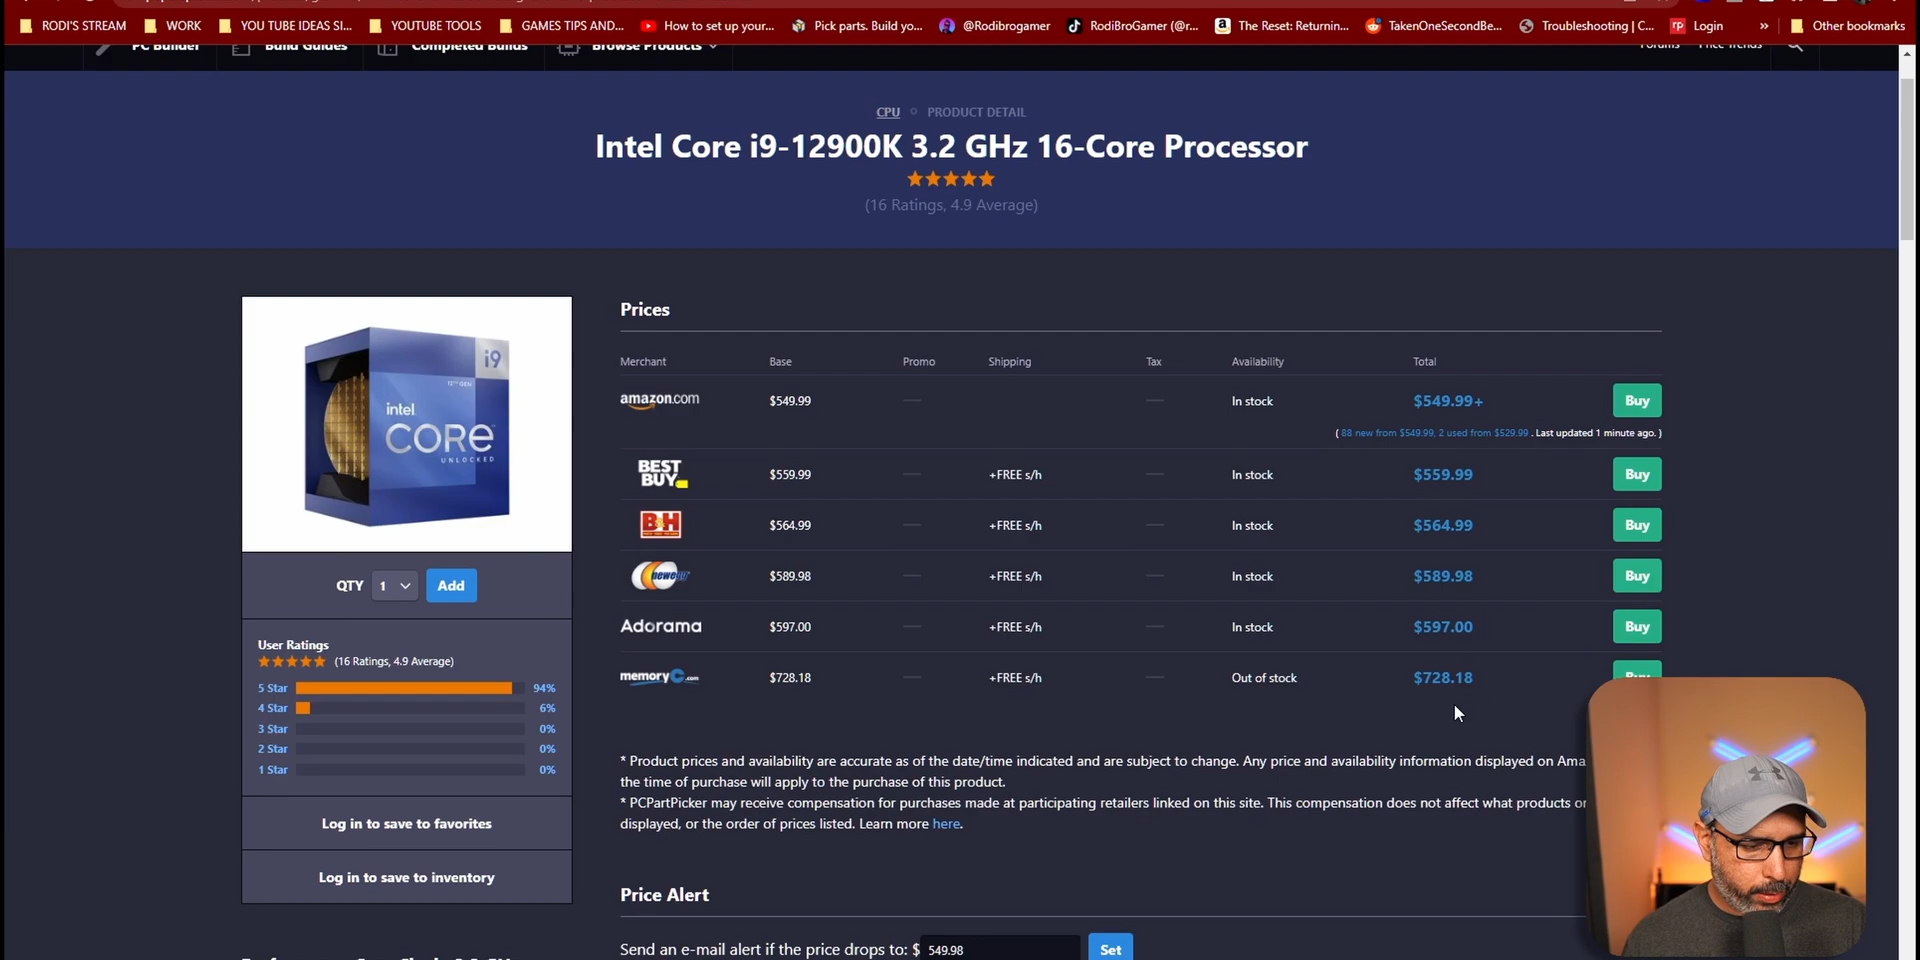 RODI'S STREAM WORK YOU TUBE IDEAS SI... YOUTUBE TOOLS GAMES TIPS AND... How to set up your... Pick parts. Build yo... @Rodibrogamer RodiBroGamer (@r... The Reset: Returnin... TakenOneSecondBe... Troubleshooting | C... rp Login » Other bookmarks
PC Builder Build Guides Completed Builds Browse Products Forums Price Trends
CPU PRODUCT DETAIL
Intel Core i9-12900K 3.2 GHz 16-Core Processor
(16 Ratings, 4.9 Average)
i9
12TH GEN
intel
CORE
UNLOCKED
QTY 1 Add
User Ratings
(16 Ratings, 4.9 Average)
5 Star 94%
4 Star 6%
3 Star 0%
2 Star 0%
1 Star 0%
Log in to save to favorites
Log in to save to inventory
Prices
Merchant Base Promo Shipping Tax Availability Total
amazon.com $549.99 — — In stock $549.99+ Buy
( 88 new from $549.99, 2 used from $529.99 . Last updated 1 minute ago. )
BEST BUY $559.99 — +FREE s/h — In stock $559.99 Buy
B&H $564.99 — +FREE s/h — In stock $564.99 Buy
newegg $589.98 — +FREE s/h — In stock $589.98 Buy
Adorama $597.00 — +FREE s/h — In stock $597.00 Buy
memoryC.com $728.18 — +FREE s/h — Out of stock $728.18 Buy
* Product prices and availability are accurate as of the date/time indicated and are subject to change. Any price and availability information displayed on Ama
the time of purchase will apply to the purchase of this product.
* PCPartPicker may receive compensation for purchases made at participating retailers linked on this site. This compensation does not affect what products or
displayed, or the order of prices listed. Learn more here.
Price Alert
Send an e-mail alert if the price drops to: $ 549.98 Set